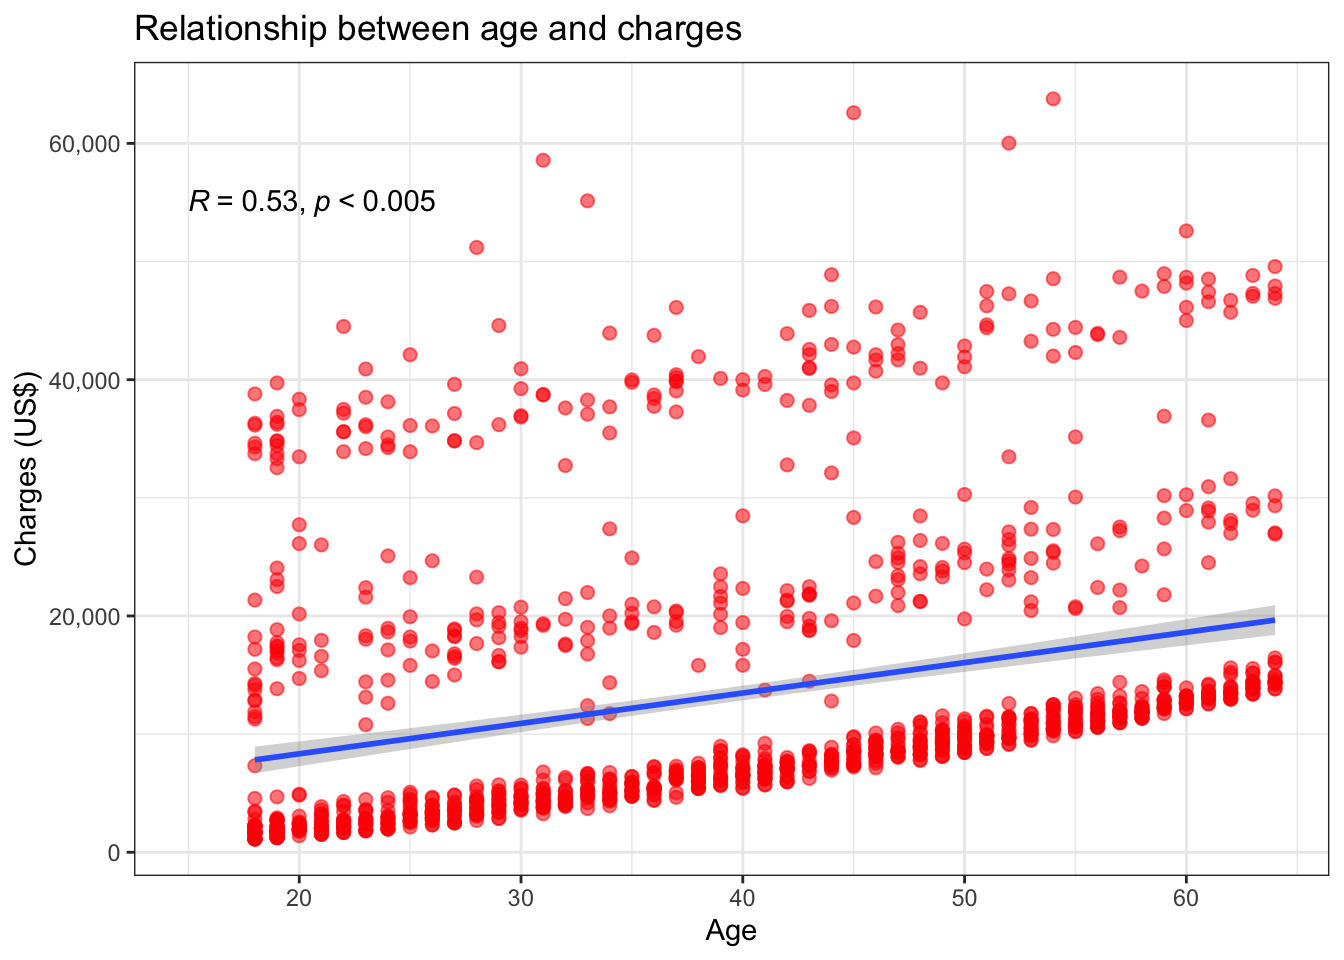 Relationship between age and charges
60,000
R = 0.53, p < 0.005
40,000
Charges (US$)
20,000
0
20
30
40
50
60
Age